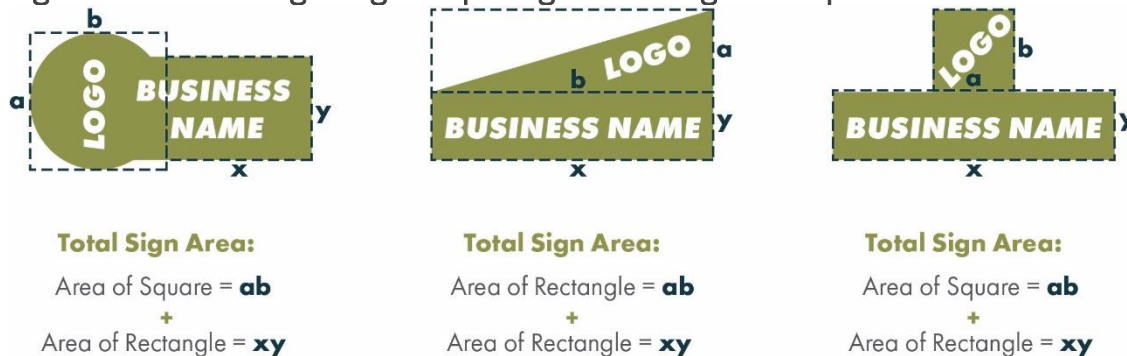 b
a
LOGO
BUSINESS
NAME
y
x
LOGO
a
b
BUSINESS NAME
y
x
LOGO
b
a
BUSINESS NAME
y
x
Total Sign Area:
Area of Square = ab
+
Area of Rectangle = xy
Total Sign Area:
Area of Rectangle = ab
+
Area of Rectangle = xy
Total Sign Area:
Area of Square = ab
+
Area of Rectangle = xy